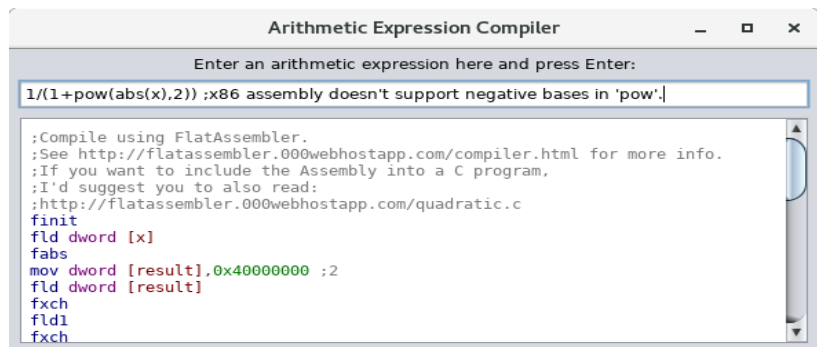 Arithmetic Expression Compiler
Enter an arithmetic expression here and press Enter:
1/(1+pow(abs(x),2)) ;x86 assembly doesn't support negative bases in 'pow'.
;Compile using FlatAssembler.
;See http://flatassembler.000webhostapp.com/compiler.html for more info.
;If you want to include the Assembly into a C program,
;I'd suggest you to also read:
;http://flatassembler.000webhostapp.com/quadratic.c
finit
fld dword [x]
fabs
mov dword [result],0x40000000 ;2
fld dword [result]
fxch
fld1
fxch